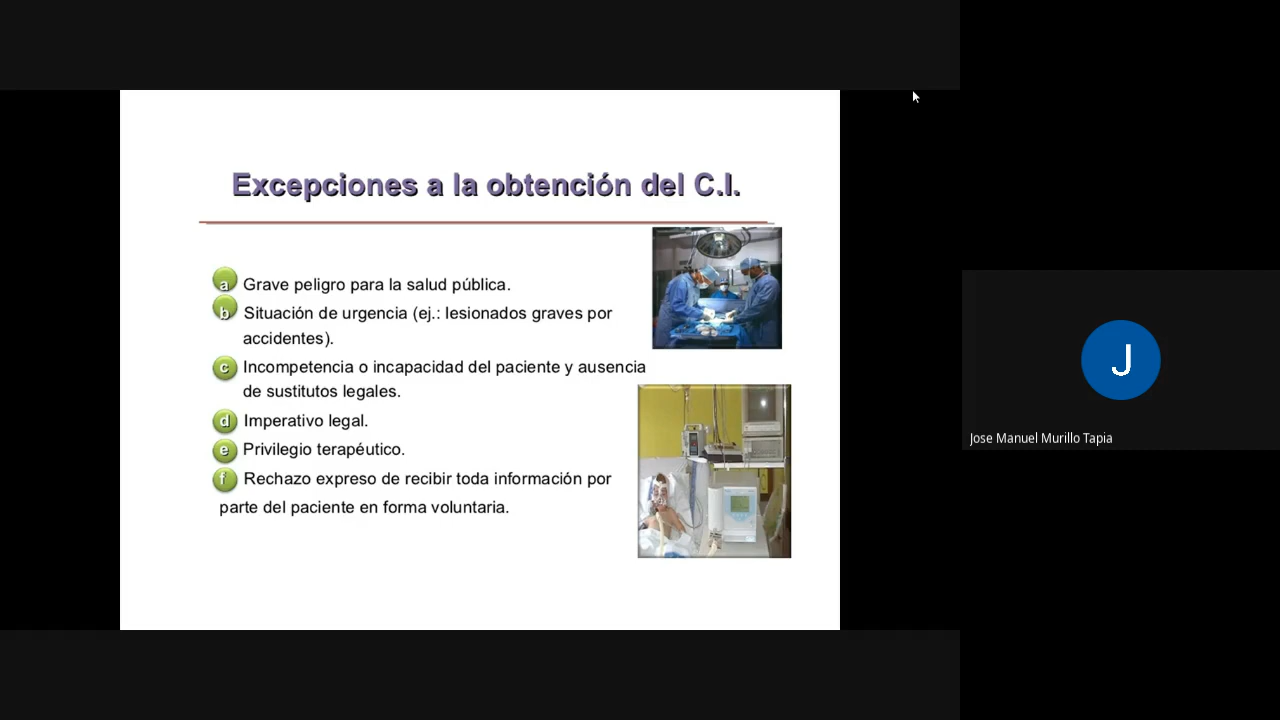 Excepciones a la obtención del C.I.
a Grave peligro para la salud pública.
b Situación de urgencia (ej.: lesionados graves por
accidentes).
c Incompetencia o incapacidad del paciente y ausencia
de sustitutos legales.
d Imperativo legal.
e Privilegio terapéutico.
f Rechazo expreso de recibir toda información por
parte del paciente en forma voluntaria.
J
Jose Manuel Murillo Tapia